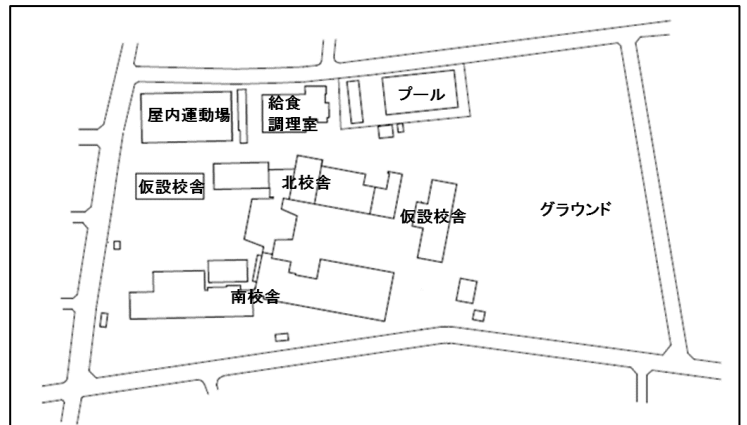 プール
屋内運動場
給食
調理室
仮設校舎
北校舎
仮設校舎
グラウンド
南校舎